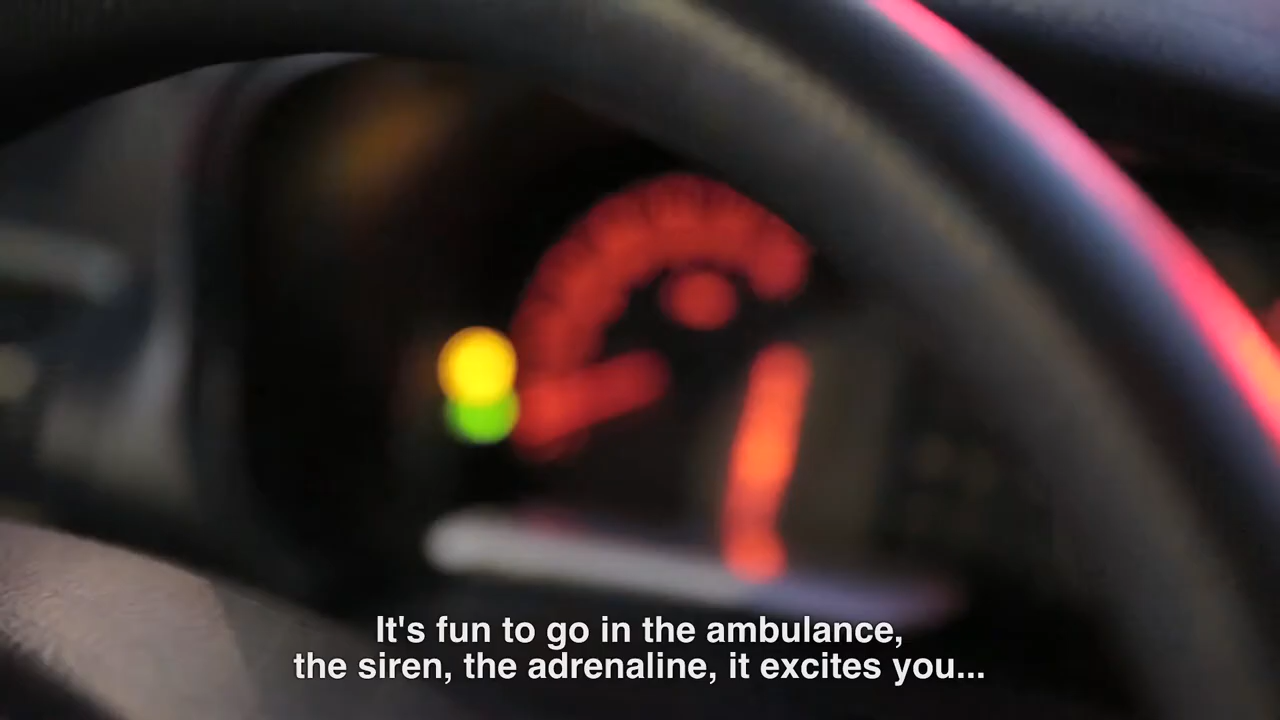 It's fun to go in the ambulance,
the siren, the adrenaline, it excites you...